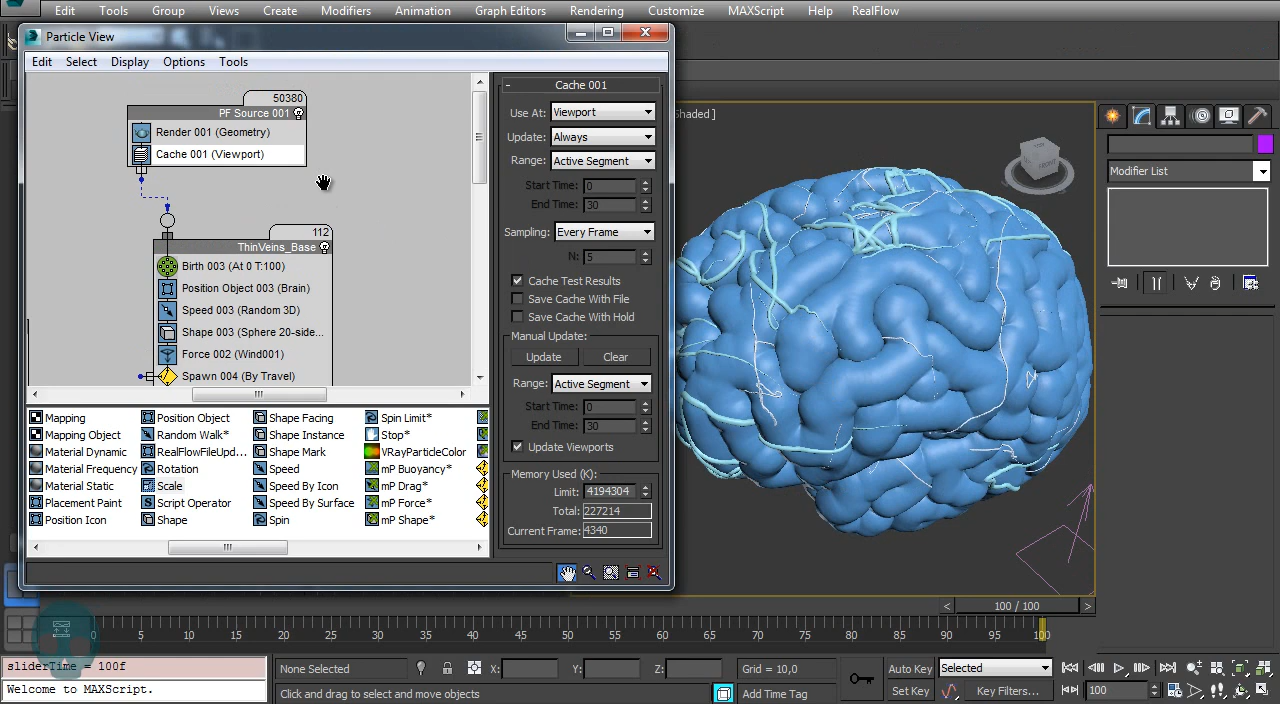 Edit Tools Group Views Create Modifiers Animation Graph Editors Rendering Customize MAXScript Help RealFlow
Particle View
Edit Select Display Options Tools
50380
PF Source 001
Render 001 (Geometry)
Cache 001 (Viewport)
112
ThinVeins_Base
Birth 003 (At 0 T:100)
Position Object 003 (Brain)
Speed 003 (Random 3D)
Shape 003 (Sphere 20-side...
Force 002 (Wind001)
Spawn 004 (By Travel)
Mapping Position Object Shape Facing Spin Limit*
Mapping Object Random Walk* Shape Instance Stop*
Material Dynamic RealFlowFileUpd... Shape Mark VRayParticleColor
Material Frequency Rotation Speed mP Buoyancy*
Material Static Scale Speed By Icon mP Drag*
Placement Paint Script Operator Speed By Surface mP Force*
Position Icon Shape Spin mP Shape*
- Cache 001
Use At: Viewport
Update: Always
Range: Active Segment
Start Time: 0
End Time: 30
Sampling: Every Frame
N: 5
Cache Test Results
Save Cache With File
Save Cache With Hold
Manual Update:
Update Clear
Range: Active Segment
Start Time: 0
End Time: 30
Update Viewports
Memory Used (K):
Limit: 4194304
Total: 227214
Current Frame: 4340
haded ]
FRONT
Modifier List
< 100 / 100 >
0 5 10 15 20 25 30 35 40 45 50 55 60 65 70 75 80 85 90 95 100
sliderTime = 100f
Welcome to MAXScript.
None Selected X: Y: Z: Grid = 10,0 Auto Key Selected
Click and drag to select and move objects Add Time Tag Set Key Key Filters... 100